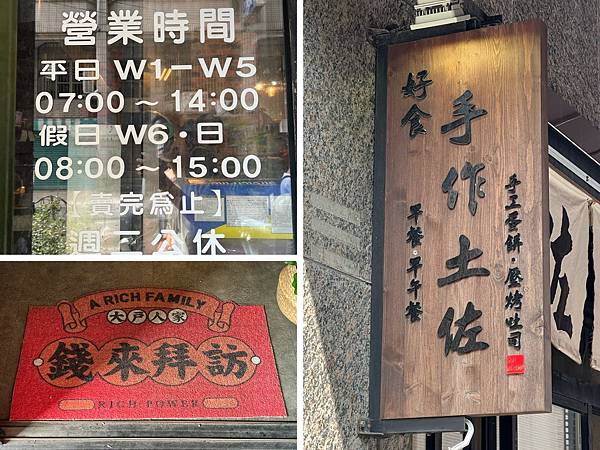 營業時間
平日 W1－W5
07:00～14:00
假日 W6・日
08:00～15:00
【賣完為止】
週三公休
A RICH FAMILY
大戶人家
錢來拜訪
RICH POWER
好食
手作土佐
早餐・早午餐
手工蛋餅・壓烤吐司
佐